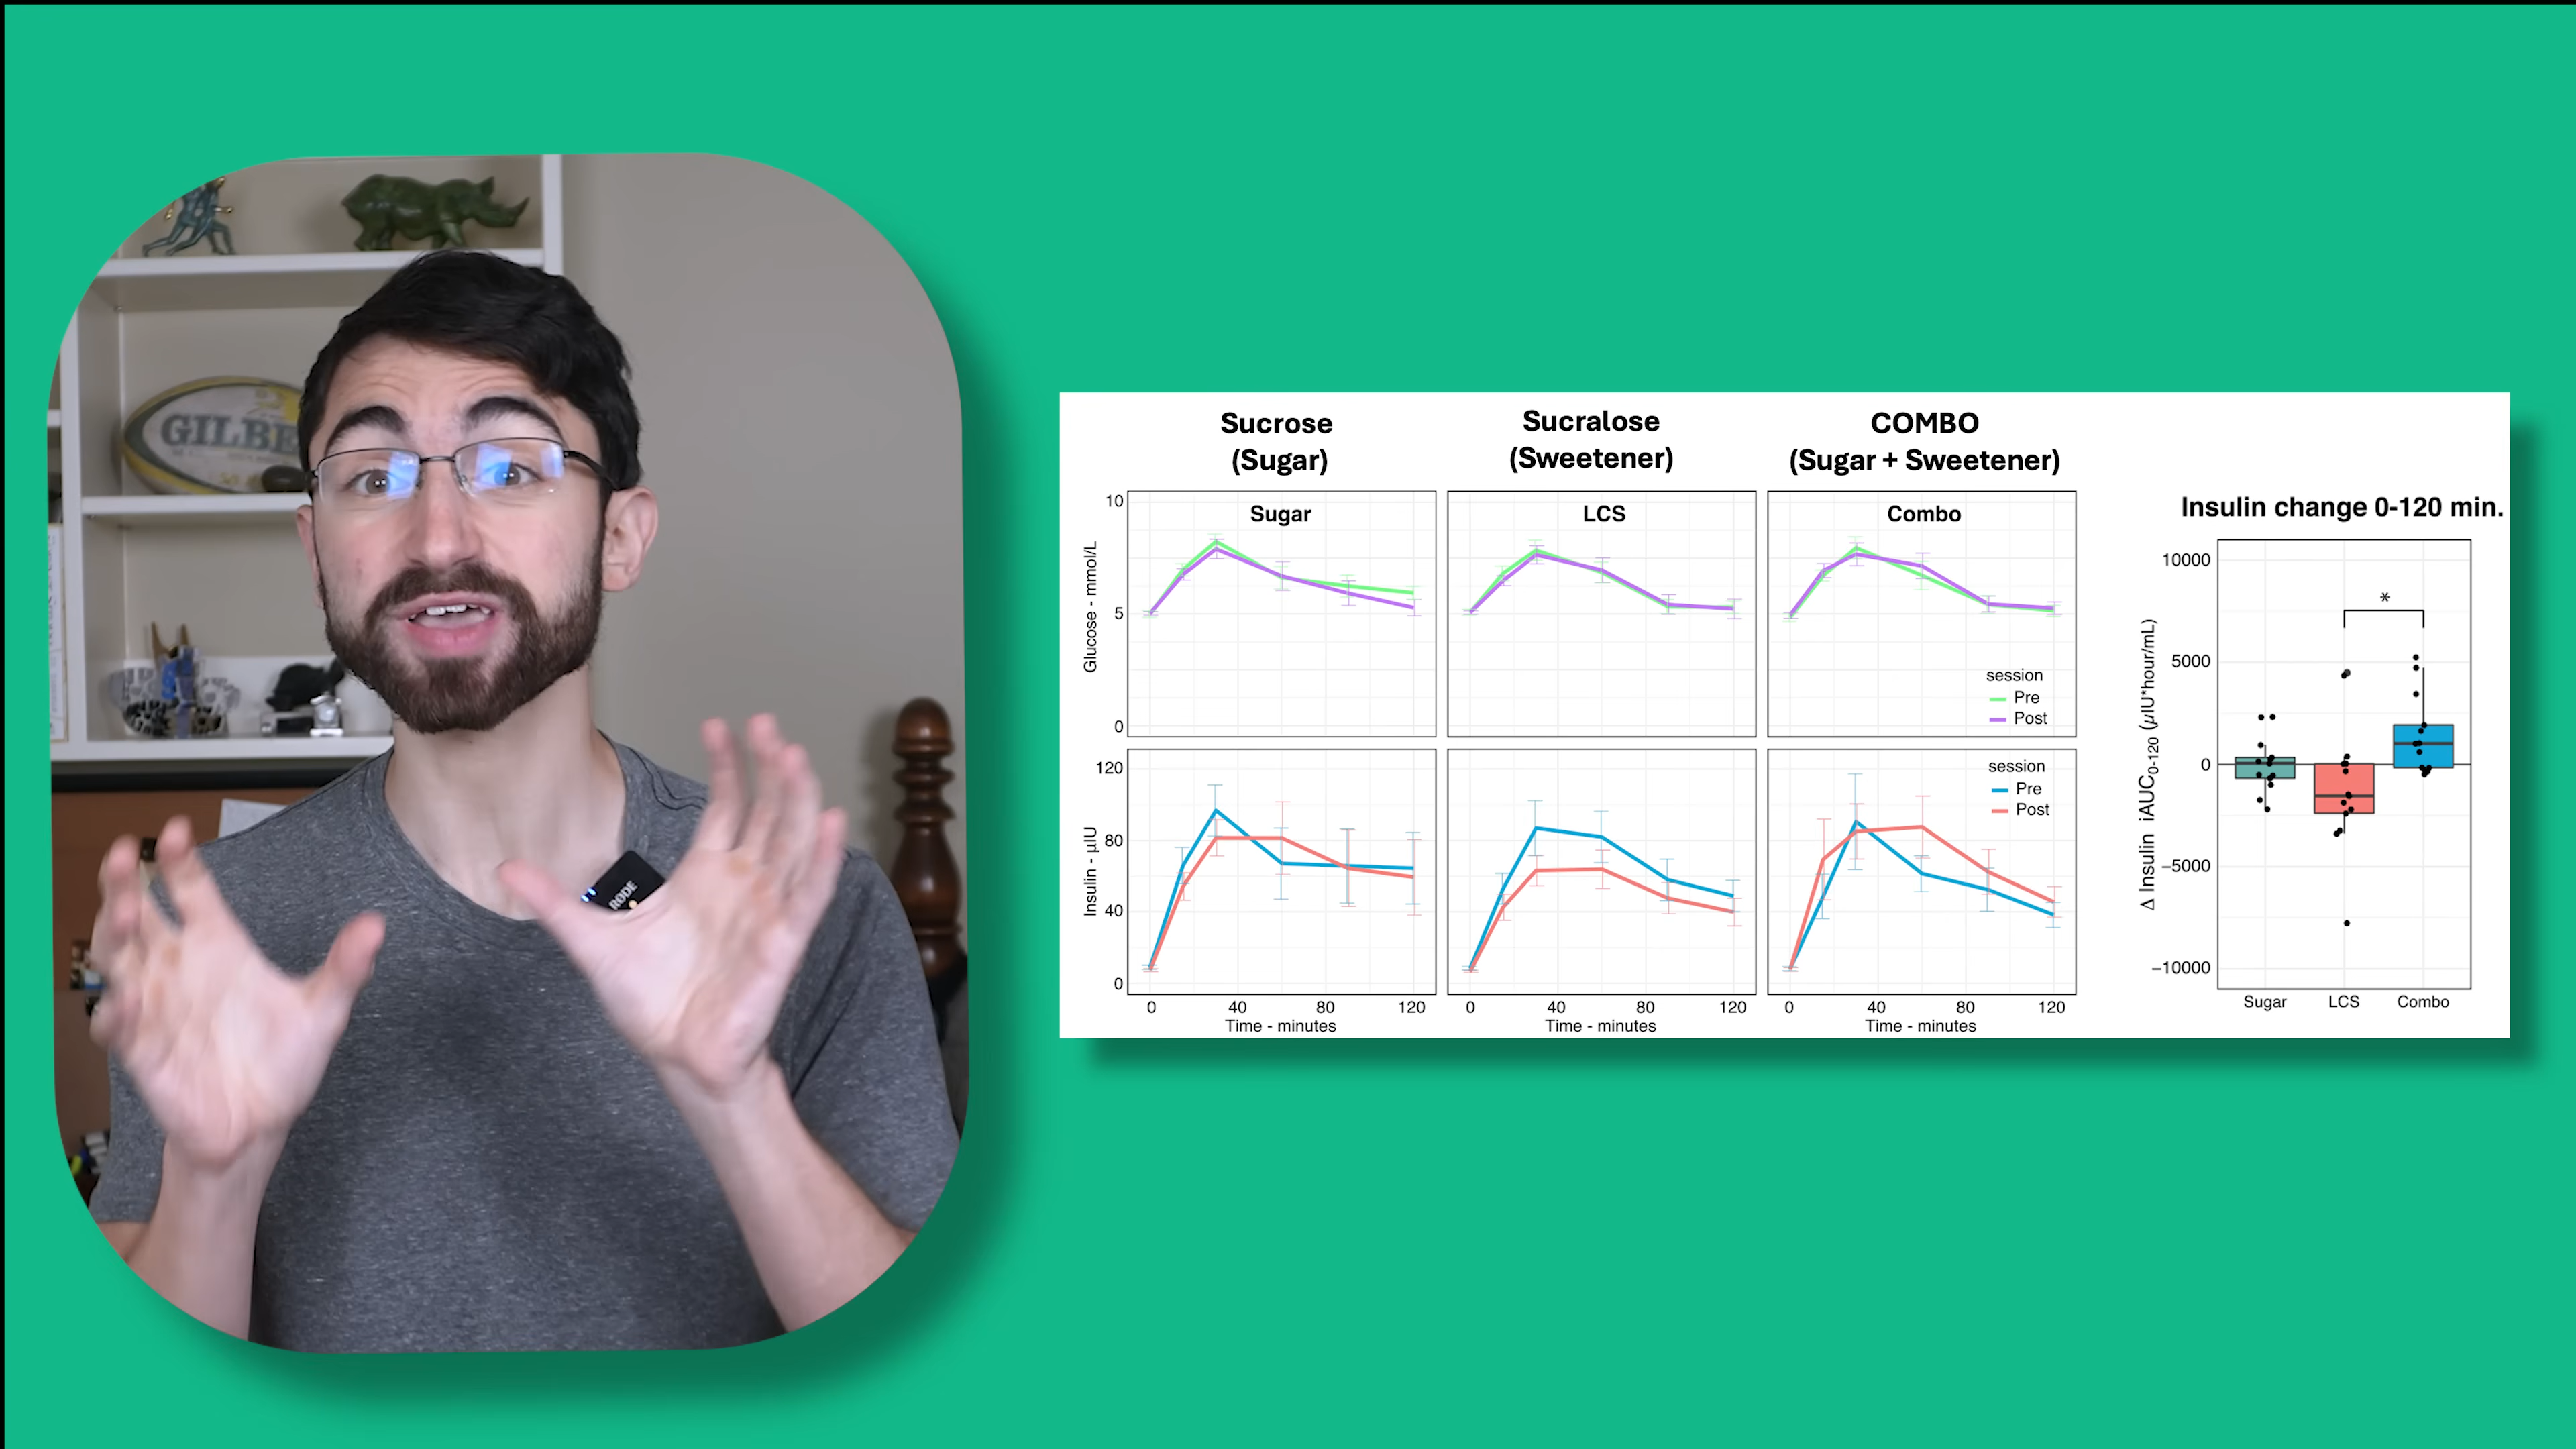 GILBE
RODE
Sucrose
(Sugar)
Sucralose
(Sweetener)
COMBO
(Sugar + Sweetener)
Sugar
LCS
Combo
10
5
0
Glucose - mmol/L
session
Pre
Post
120
80
40
0
Insulin - µIU
session
Pre
Post
0 40 80 120
Time - minutes
0 40 80 120
Time - minutes
0 40 80 120
Time - minutes
Insulin change 0-120 min.
10000
5000
0
−5000
−10000
Δ Insulin iAUC0-120 (µIU*hour/mL)
*
Sugar LCS Combo